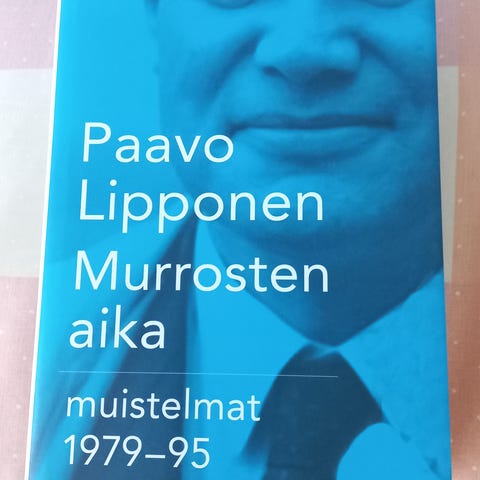 Paavo
Lipponen
Murrosten
aika
muistelmat
1979–95